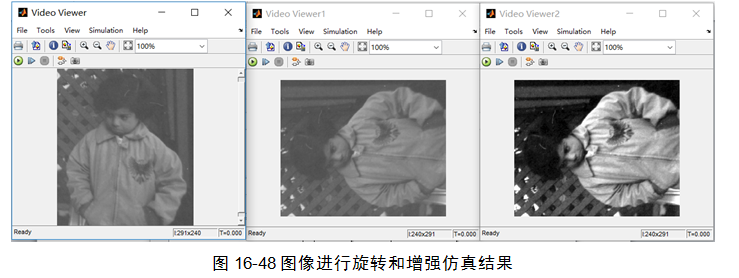 Video Viewer
File Tools View Simulation Help
100%
Ready
I:291x240
T=0.000
Video Viewer1
File Tools View Simulation Help
100%
Ready
I:240x291
T=0.000
Video Viewer2
File Tools View Simulation Help
100%
Ready
I:240x291
T=0.000
图 16-48 图像进行旋转和增强仿真结果